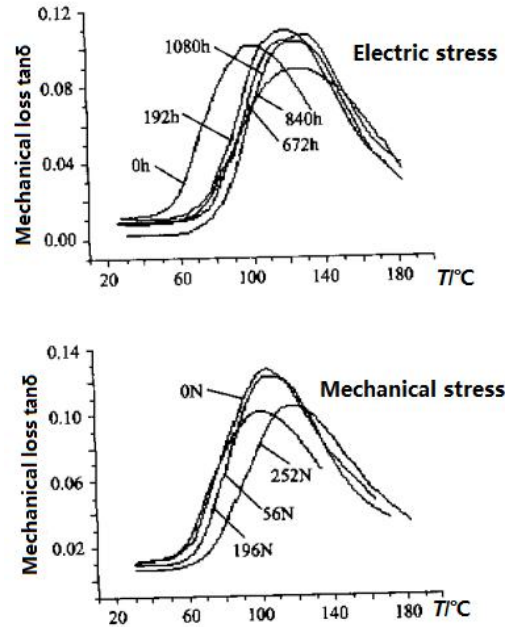 Mechanical loss tanδ
0.12
0.08
0.04
0.00
Electric stress
1080h
192h
0h
840h
672h
20
60
100
140
180
T/°C
Mechanical loss tanδ
0.14
0.10
0.06
0.02
Mechanical stress
0N
252N
56N
196N
20
60
100
140
180
T/°C